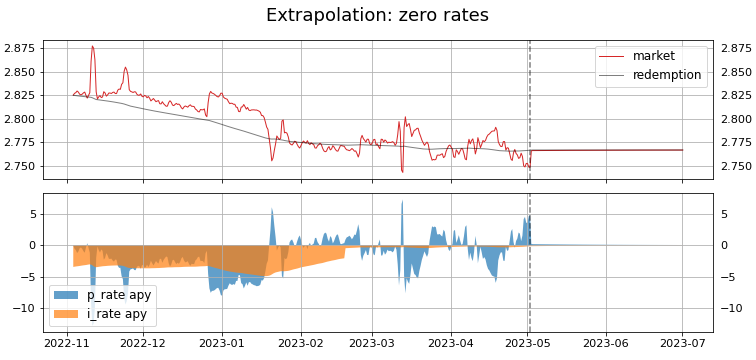 Extrapolation: zero rates
2.875 2.875
2.850 2.850
2.825 2.825
2.800 2.800
2.775 2.775
2.750 2.750
market
redemption
5 5
0 0
−5 −5
−10 −10
p_rate apy
i_rate apy
2022-11 2022-12 2023-01 2023-02 2023-03 2023-04 2023-05 2023-06 2023-07